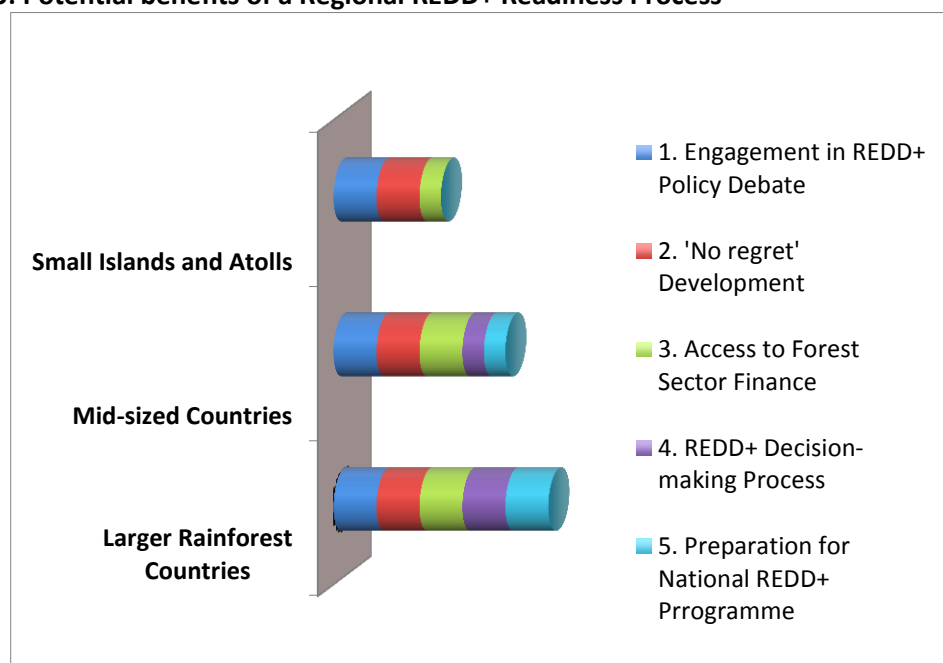 Potential benefits of a Regional REDD+ Readiness Process
Small Islands and Atolls
Mid-sized Countries
Larger Rainforest
Countries
1. Engagement in REDD+
Policy Debate
2. 'No regret'
Development
3. Access to Forest
Sector Finance
4. REDD+ Decision-
making Process
5. Preparation for
National REDD+
Prrogramme